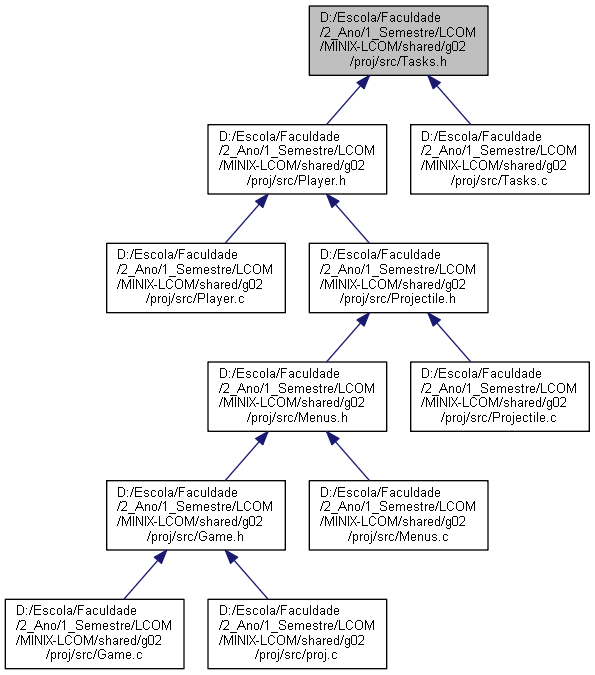 D:/Escola/Faculdade
/2_Ano/1_Semestre/LCOM
/MINIX-LCOM/shared/g02
/proj/src/Tasks.h
D:/Escola/Faculdade
/2_Ano/1_Semestre/LCOM
/MINIX-LCOM/shared/g02
/proj/src/Player.h
D:/Escola/Faculdade
/2_Ano/1_Semestre/LCOM
/MINIX-LCOM/shared/g02
/proj/src/Tasks.c
D:/Escola/Faculdade
/2_Ano/1_Semestre/LCOM
/MINIX-LCOM/shared/g02
/proj/src/Player.c
D:/Escola/Faculdade
/2_Ano/1_Semestre/LCOM
/MINIX-LCOM/shared/g02
/proj/src/Projectile.h
D:/Escola/Faculdade
/2_Ano/1_Semestre/LCOM
/MINIX-LCOM/shared/g02
/proj/src/Menus.h
D:/Escola/Faculdade
/2_Ano/1_Semestre/LCOM
/MINIX-LCOM/shared/g02
/proj/src/Projectile.c
D:/Escola/Faculdade
/2_Ano/1_Semestre/LCOM
/MINIX-LCOM/shared/g02
/proj/src/Game.h
D:/Escola/Faculdade
/2_Ano/1_Semestre/LCOM
/MINIX-LCOM/shared/g02
/proj/src/Menus.c
D:/Escola/Faculdade
/2_Ano/1_Semestre/LCOM
/MINIX-LCOM/shared/g02
/proj/src/Game.c
D:/Escola/Faculdade
/2_Ano/1_Semestre/LCOM
/MINIX-LCOM/shared/g02
/proj/src/proj.c